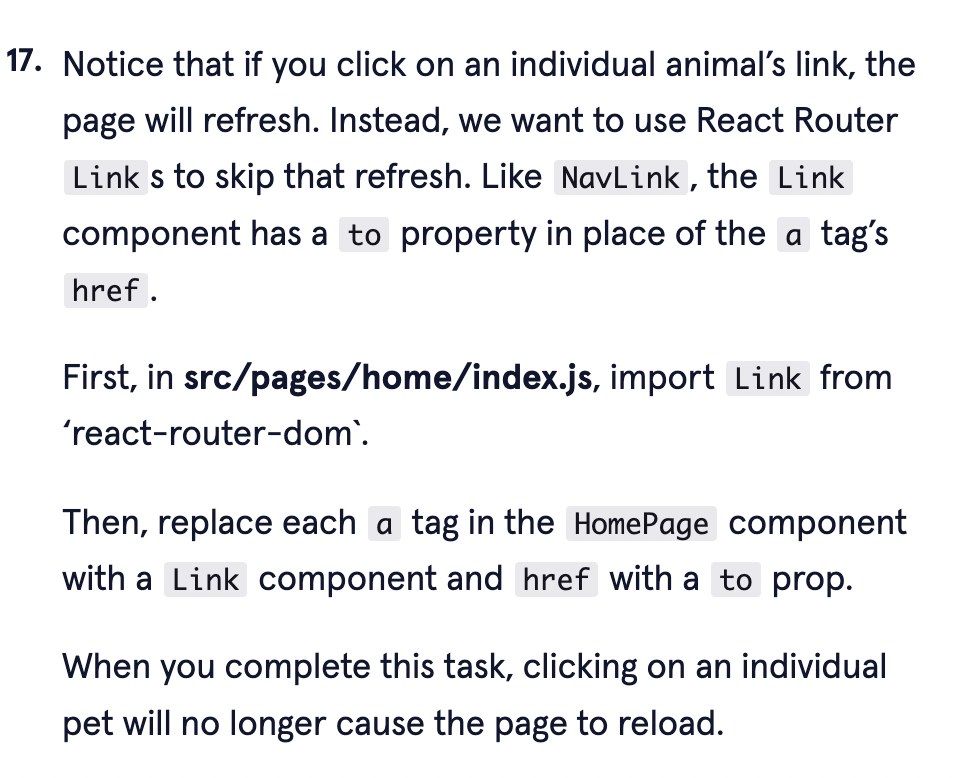 17. Notice that if you click on an individual animal’s link, the
page will refresh. Instead, we want to use React Router
Link s to skip that refresh. Like NavLink , the Link
component has a to property in place of the a tag’s
href .
First, in src/pages/home/index.js, import Link from
‘react-router-dom`.
Then, replace each a tag in the HomePage component
with a Link component and href with a to prop.
When you complete this task, clicking on an individual
pet will no longer cause the page to reload.